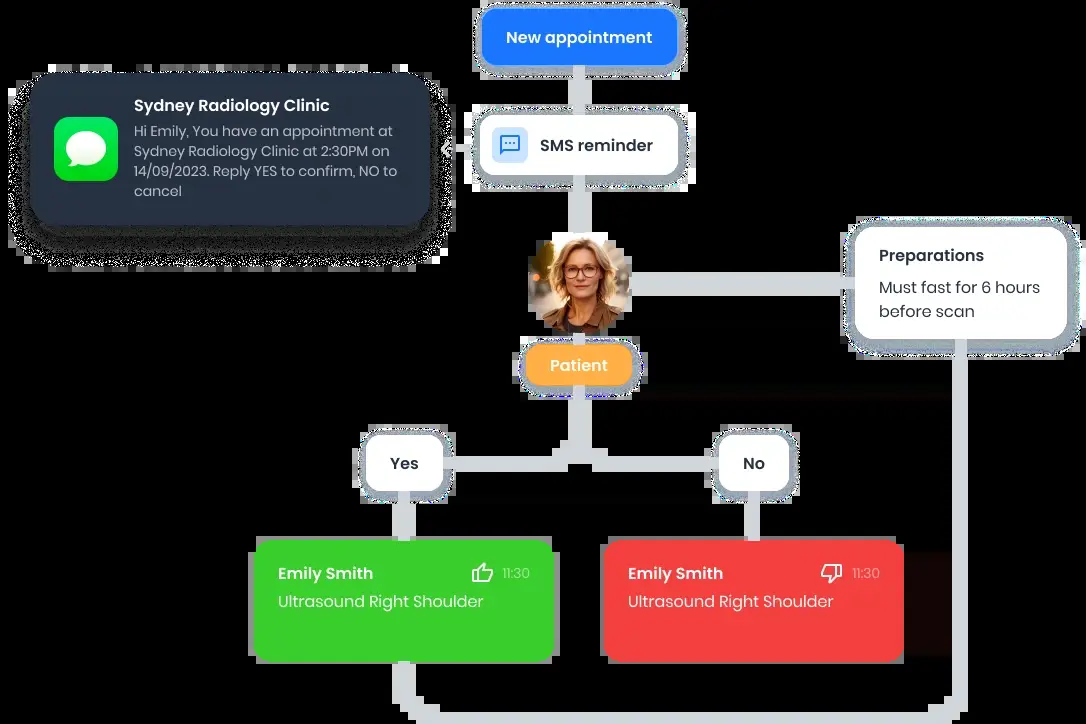 New appointment
Sydney Radiology Clinic
Hi Emily, You have an appointment at
Sydney Radiology Clinic at 2:30PM on
14/09/2023. Reply YES to confirm, NO to
cancel
SMS reminder
Preparations
Must fast for 6 hours
before scan
Patient
Yes
No
Emily Smith 11:30
Ultrasound Right Shoulder
Emily Smith 11:30
Ultrasound Right Shoulder